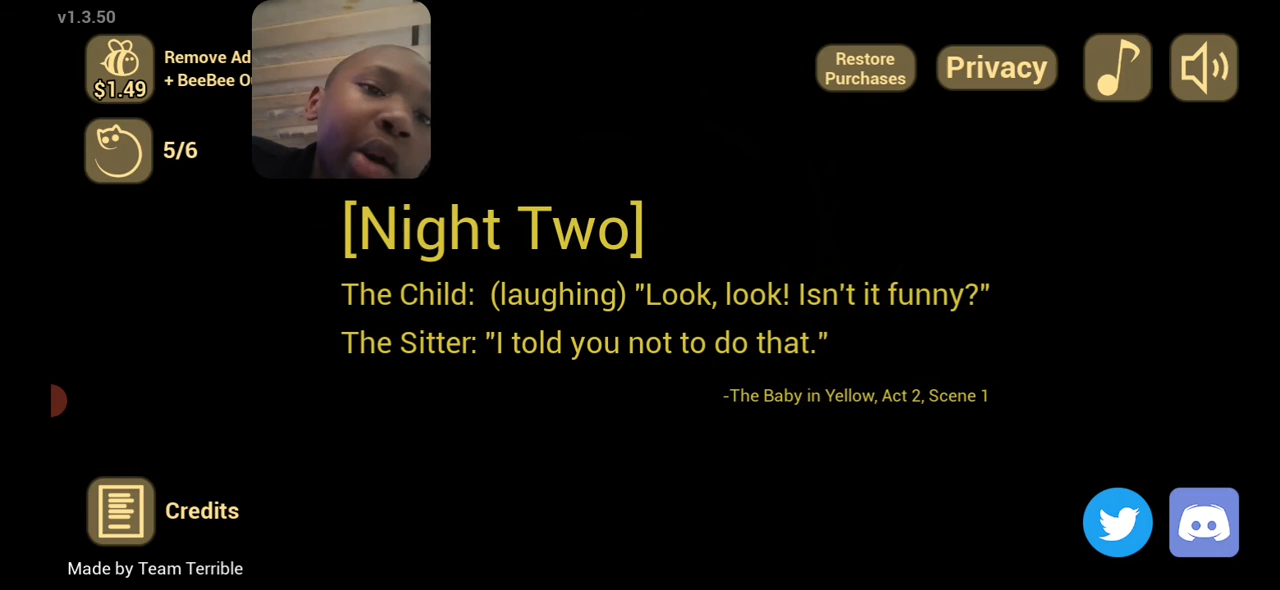 v1.3.50
Remove Ad
+ BeeBee
$1.49
5/6
Restore
Purchases
Privacy
[Night Two]
The Child: (laughing) "Look, look! Isn't it funny?"
The Sitter: "I told you not to do that."
-The Baby in Yellow, Act 2, Scene 1
Credits
Made by Team Terrible